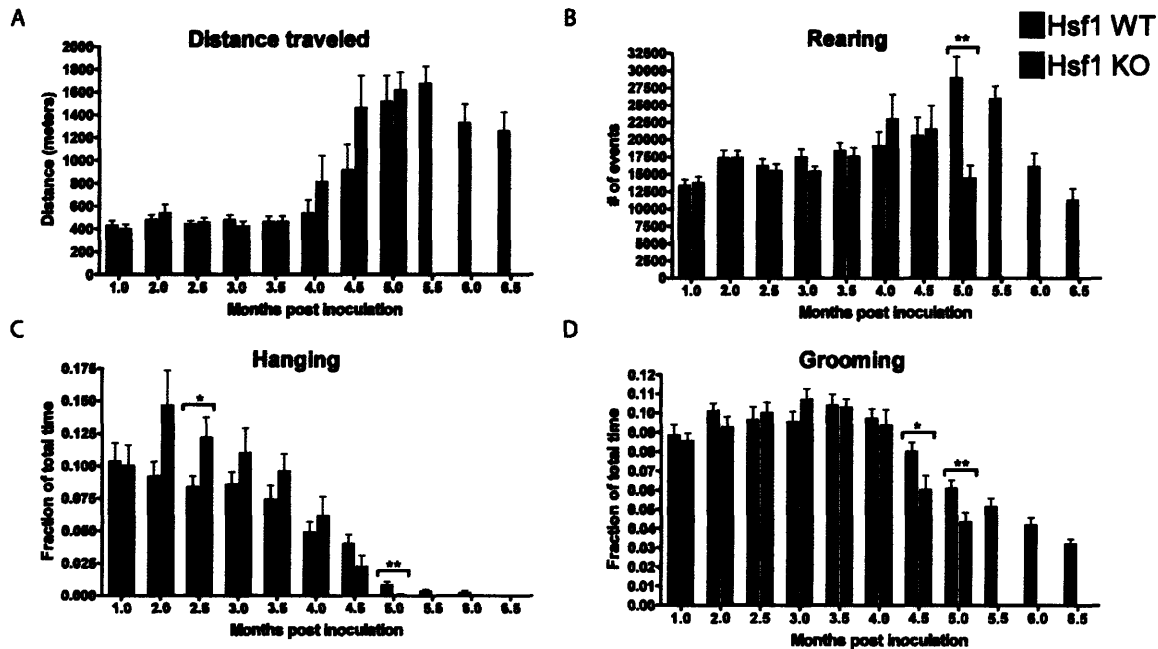 A
Distance traveled
Distance (meters)
2000
1800
1600
1400
1200
1000
800
600
400
200
0
1.0 2.0 2.5 3.0 3.5 4.0 4.5 5.0 5.5 6.0 6.5
Months post inoculation
B
Rearing
Hsf1 WT
Hsf1 KO
# of events
32500
30000
27500
25000
22500
20000
17500
15000
12500
10000
7500
5000
2500
0
**
1.0 2.0 2.5 3.0 3.5 4.0 4.5 5.0 5.5 6.0 6.5
Months post inoculation
C
Hanging
Fraction of total time
0.175
0.150
0.125
0.100
0.075
0.050
0.025
0.000
*
**
1.0 2.0 2.5 3.0 3.5 4.0 4.5 5.0 5.5 6.0 6.5
Months post inoculation
D
Grooming
Fraction of total time
0.12
0.11
0.10
0.09
0.08
0.07
0.06
0.05
0.04
0.03
0.02
0.01
0.00
*
**
1.0 2.0 2.5 3.0 3.5 4.0 4.5 5.0 5.5 6.0 6.5
Months post inoculation